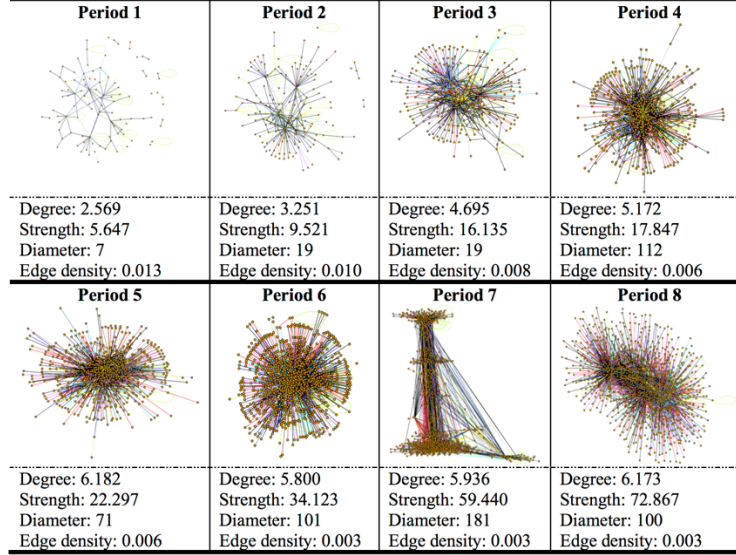 Period 1
Period 2
Period 3
Period 4
Degree: 2.569
Strength: 5.647
Diameter: 7
Edge density: 0.013
Degree: 3.251
Strength: 9.521
Diameter: 19
Edge density: 0.010
Degree: 4.695
Strength: 16.135
Diameter: 19
Edge density: 0.008
Degree: 5.172
Strength: 17.847
Diameter: 112
Edge density: 0.006
Period 5
Period 6
Period 7
Period 8
Degree: 6.182
Strength: 22.297
Diameter: 71
Edge density: 0.006
Degree: 5.800
Strength: 34.123
Diameter: 101
Edge density: 0.003
Degree: 5.936
Strength: 59.440
Diameter: 181
Edge density: 0.003
Degree: 6.173
Strength: 72.867
Diameter: 100
Edge density: 0.003